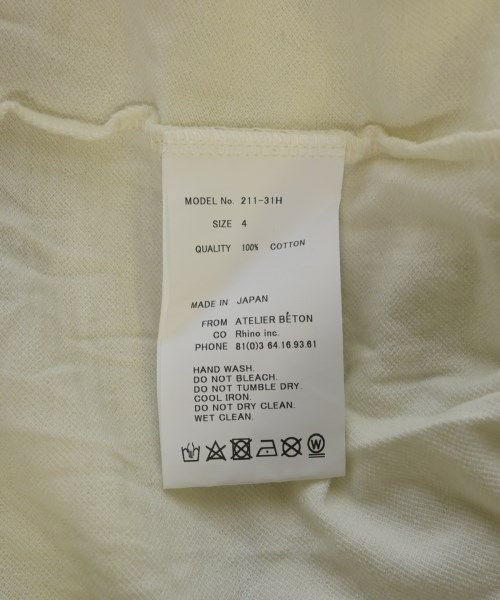 MODEL No. 211-31H
SIZE 4
QUALITY 100% COTTON
MADE IN JAPAN
FROM ATELIER BÉTON
CO Rhino inc.
PHONE 81(0)3 64.16.93.61
HAND WASH.
DO NOT BLEACH.
DO NOT TUMBLE DRY.
COOL IRON.
DO NOT DRY CLEAN.
WET CLEAN.
W